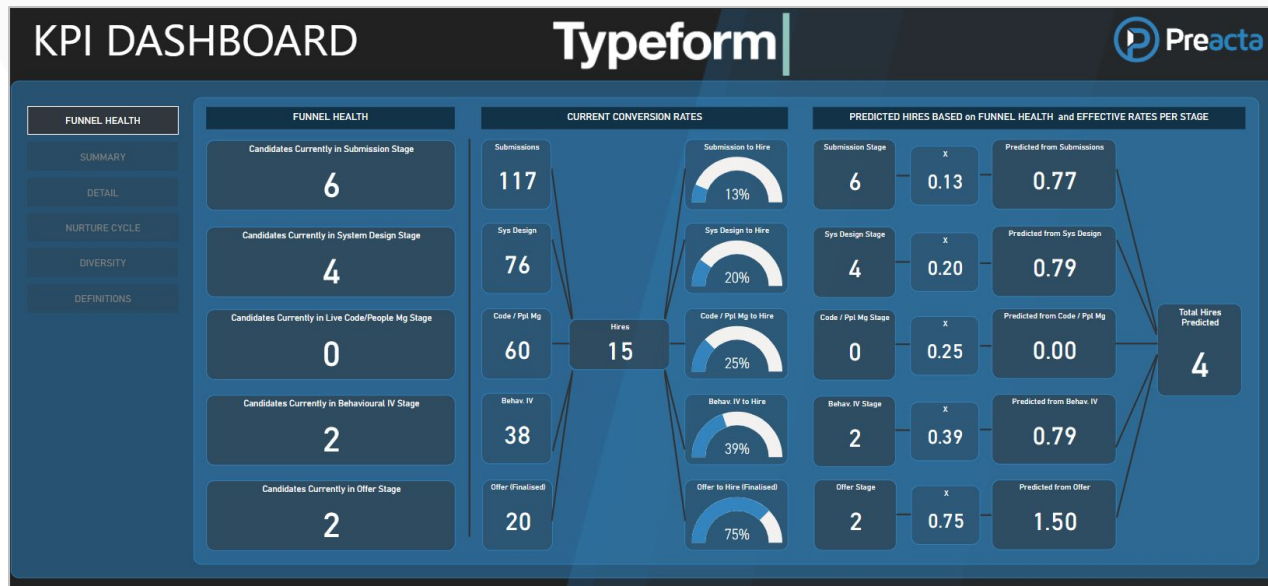 KPI DASHBOARD
Typeform
Preacta
FUNNEL HEALTH
SUMMARY
DETAIL
NURTURE CYCLE
DIVERSITY
DEFINITIONS
FUNNEL HEALTH
Candidates Currently in Submission Stage
6
Candidates Currently in System Design Stage
4
Candidates Currently in Live Code/People Mg Stage
0
Candidates Currently in Behavioural IV Stage
2
Candidates Currently in Offer Stage
2
CURRENT CONVERSION RATES
Submissions
117
Sys Design
76
Code / Ppl Mg
60
Behav. IV
38
Offer (Finalised)
20
Hires
15
Submission to Hire
13%
Sys Design to Hire
20%
Code / Ppl Mg to Hire
25%
Behav. IV to Hire
39%
Offer to Hire (Finalised)
75%
PREDICTED HIRES BASED on FUNNEL HEALTH and EFFECTIVE RATES PER STAGE
Submission Stage
6
X
0.13
Predicted from Submissions
0.77
Sys Design Stage
4
X
0.20
Predicted from Sys Design
0.79
Code / Ppl Mg Stage
0
X
0.25
Predicted from Code / Ppl Mg
0.00
Behav. IV Stage
2
X
0.39
Predicted from Behav. IV
0.79
Offer Stage
2
X
0.75
Predicted from Offer
1.50
Total Hires
Predicted
4